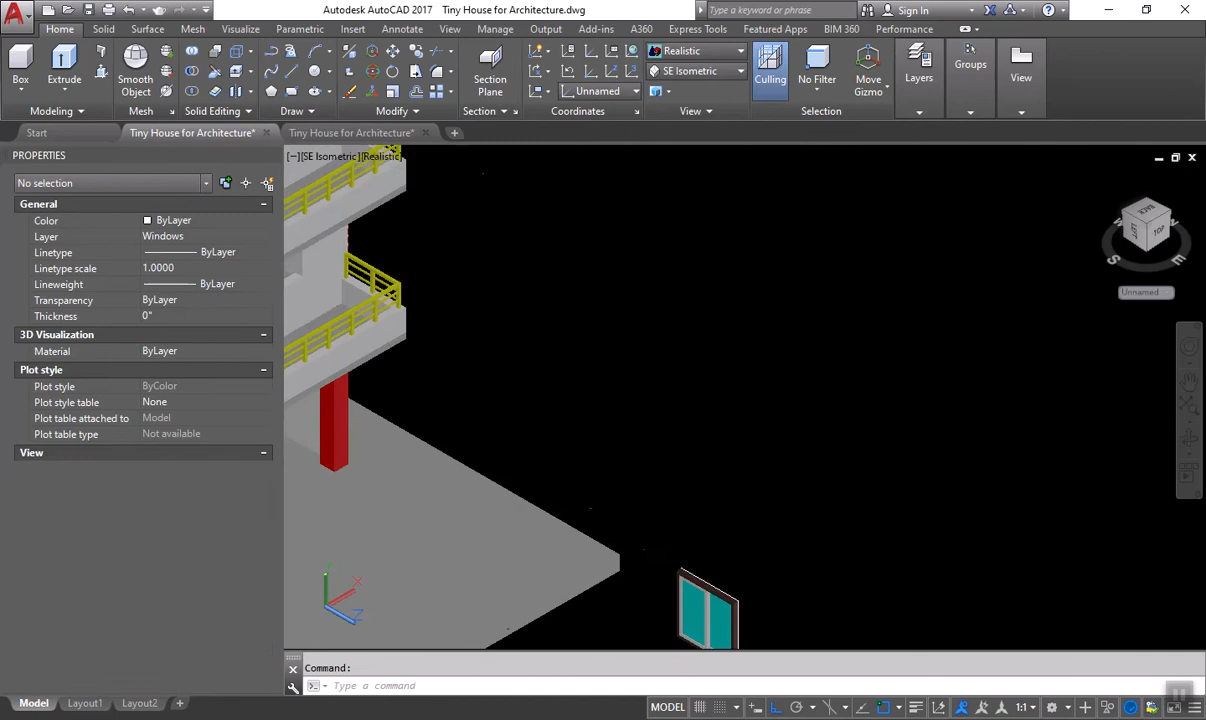 Autodesk AutoCAD 2017 Tiny House for Architecture.dwg
Type a keyword or phrase
Sign In
Home Solid Surface Mesh Visualize Parametric Insert Annotate View Manage Output Add-ins A360 Express Tools Featured Apps BIM 360 Performance
Box
Extrude
Smooth Object
Section Plane
Realistic
SE Isometric
Unnamed
Culling
No Filter
Move Gizmo
Layers
Groups
View
Modeling Mesh Solid Editing Draw Modify Section Coordinates View Selection
Start
Tiny House for Architecture*
Tiny House for Architecture*
PROPERTIES
[−][SE Isometric][Realistic]
No selection
General
Color ByLayer
Layer Windows
Linetype ByLayer
Linetype scale 1.0000
Lineweight ByLayer
Transparency ByLayer
Thickness 0"
3D Visualization
Material ByLayer
Plot style
Plot style ByColor
Plot style table None
Plot table attached to Model
Plot table type Not available
View
BACK
TOP
S
E
Unnamed
Y
X
Z
Command:
Type a command
Model Layout1 Layout2
MODEL
1:1